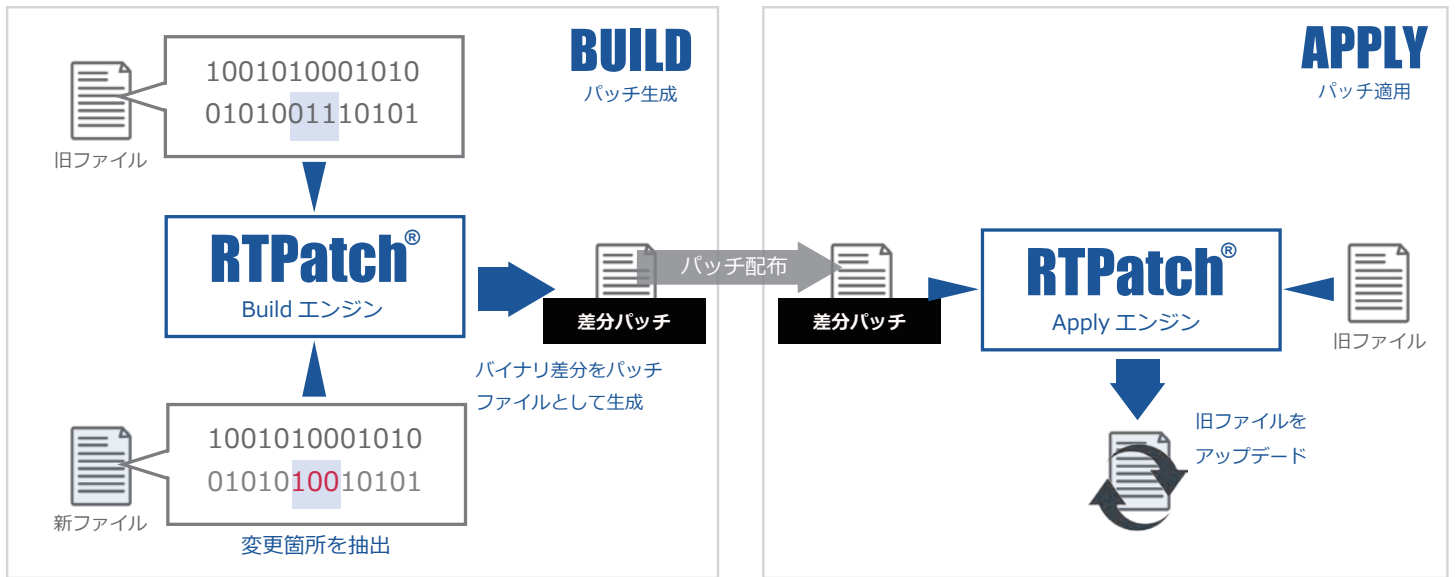 BUILD
パッチ生成
1001010001010
0101001110101
旧ファイル
RTPatch®
Build エンジン
差分パッチ
バイナリ差分をパッチ
ファイルとして生成
1001010001010
0101010010101
新ファイル
変更箇所を抽出
パッチ配布
APPLY
パッチ適用
差分パッチ
RTPatch®
Apply エンジン
旧ファイル
旧ファイルを
アップデード